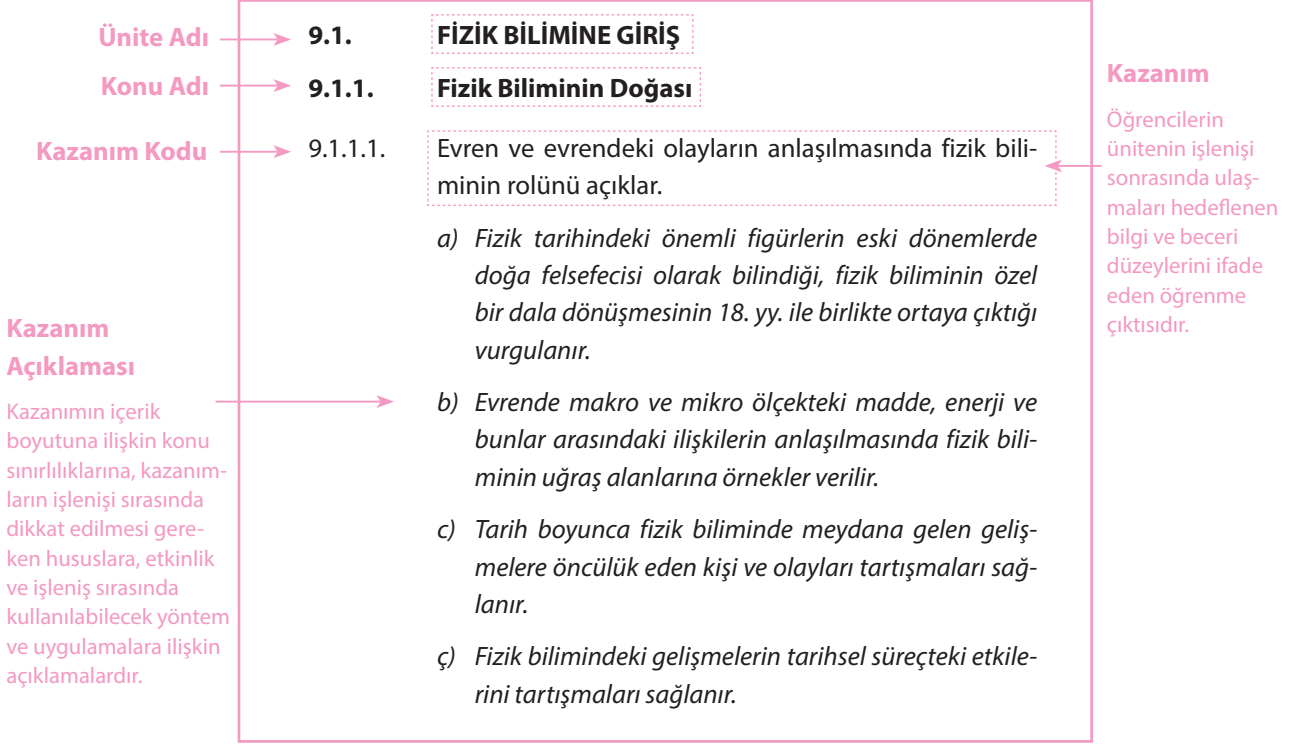 Ünite Adı
9.1. FİZİK BİLİMİNE GİRİŞ
Konu Adı
9.1.1. Fizik Biliminin Doğası
Kazanım Kodu
9.1.1.1. Evren ve evrendeki olayların anlaşılmasında fizik bili-
minin rolünü açıklar.
a) Fizik tarihindeki önemli figürlerin eski dönemlerde
doğa felsefecisi olarak bilindiği, fizik biliminin özel
bir dala dönüşmesinin 18. yy. ile birlikte ortaya çıktığı
vurgulanır.
b) Evrende makro ve mikro ölçekteki madde, enerji ve
bunlar arasındaki ilişkilerin anlaşılmasında fizik bili-
minin uğraş alanlarına örnekler verilir.
c) Tarih boyunca fizik biliminde meydana gelen geliş-
melere öncülük eden kişi ve olayları tartışmaları sağ-
lanır.
ç) Fizik bilimindeki gelişmelerin tarihsel süreçteki etkile-
rini tartışmaları sağlanır.
Kazanım
Açıklaması
Kazanımın içerik
boyutuna ilişkin konu
sınırlılıklarına, kazanım-
ların işlenişi sırasında
dikkat edilmesi gere-
ken hususlara, etkinlik
ve işleniş sırasında
kullanılabilecek yöntem
ve uygulamalara ilişkin
açıklamalardır.
Kazanım
Öğrencilerin
ünitenin işlenişi
sonrasında ulaş-
maları hedeflenen
bilgi ve beceri
düzeylerini ifade
eden öğrenme
çıktısıdır.